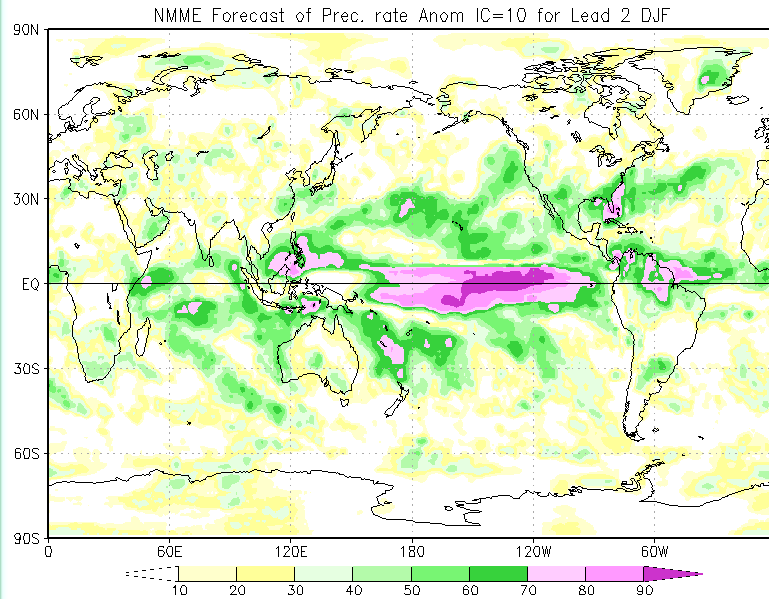 NMME Forecast of Prec. rate Anom IC=10 for Lead 2 DJF
90N
60N
30N
EQ
30S
60S
90S
0 60E 120E 180 120W 60W
10 20 30 40 50 60 70 80 90